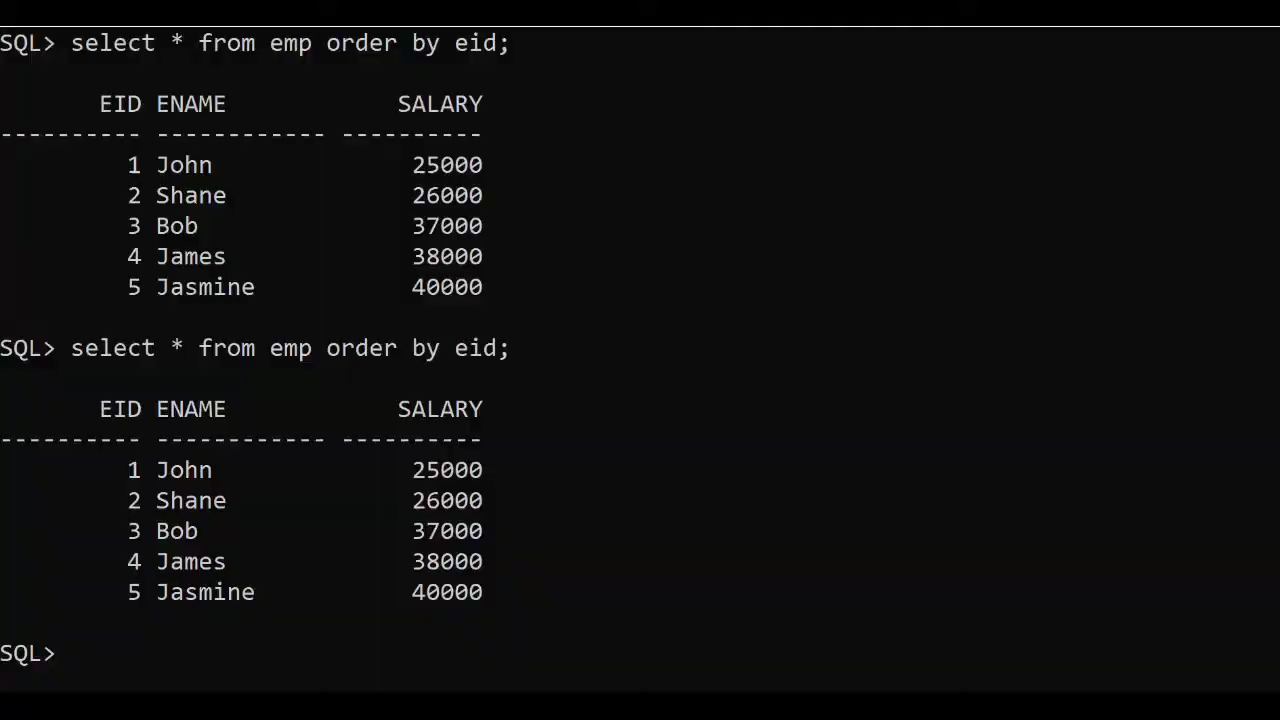 SQL> select * from emp order by eid;
       EID ENAME            SALARY
---------- ------------ ----------
         1 John              25000
         2 Shane             26000
         3 Bob               37000
         4 James             38000
         5 Jasmine           40000
SQL> select * from emp order by eid;
       EID ENAME            SALARY
---------- ------------ ----------
         1 John              25000
         2 Shane             26000
         3 Bob               37000
         4 James             38000
         5 Jasmine           40000
SQL>